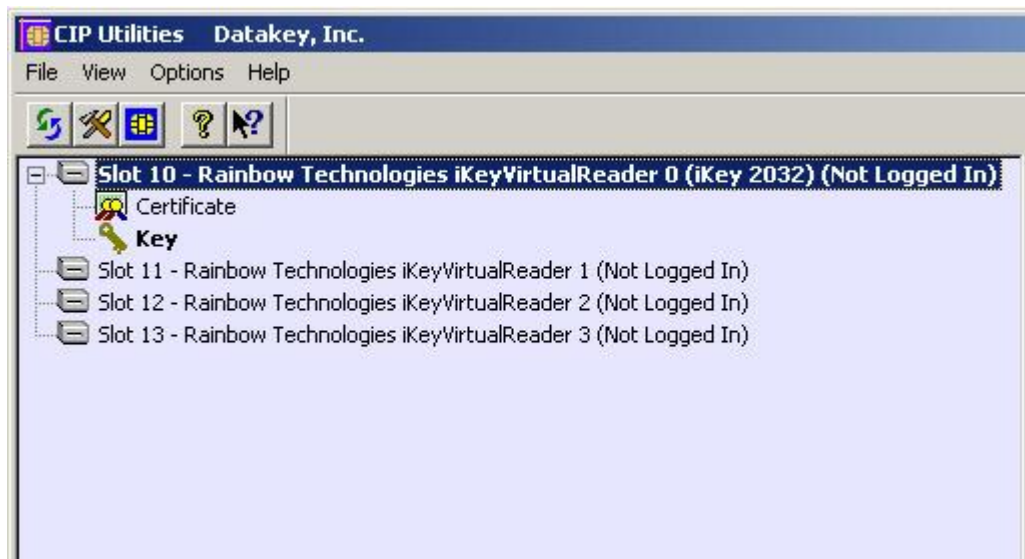 CIP Utilities Datakey, Inc.
File View Options Help
Slot 10 - Rainbow Technologies iKeyVirtualReader 0 (iKey 2032) (Not Logged In)
Certificate
Key
Slot 11 - Rainbow Technologies iKeyVirtualReader 1 (Not Logged In)
Slot 12 - Rainbow Technologies iKeyVirtualReader 2 (Not Logged In)
Slot 13 - Rainbow Technologies iKeyVirtualReader 3 (Not Logged In)